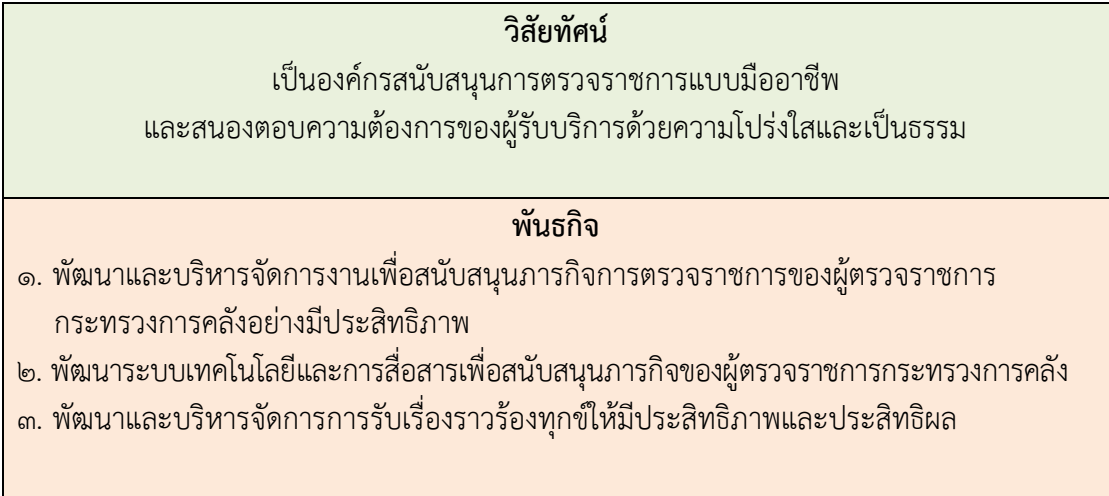 วิสัยทัศน์
เป็นองค์กรสนับสนุนการตรวจราชการแบบมืออาชีพ
และสนองตอบความต้องการของผู้รับบริการด้วยความโปร่งใสและเป็นธรรม
พันธกิจ
๑. พัฒนาและบริหารจัดการงานเพื่อสนับสนุนภารกิจการตรวจราชการของผู้ตรวจราชการ
กระทรวงการคลังอย่างมีประสิทธิภาพ
๒. พัฒนาระบบเทคโนโลยีและการสื่อสารเพื่อสนับสนุนภารกิจของผู้ตรวจราชการกระทรวงการคลัง
๓. พัฒนาและบริหารจัดการการรับเรื่องราวร้องทุกข์ให้มีประสิทธิภาพและประสิทธิผล